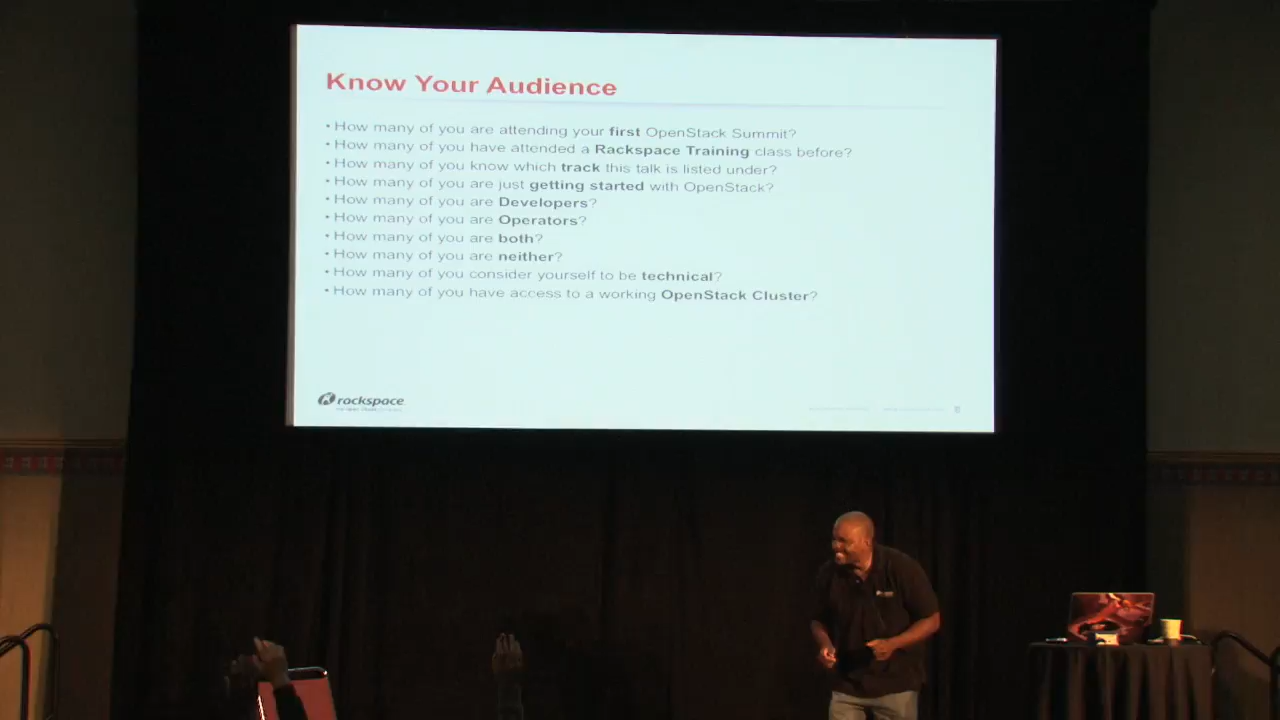 Know Your Audience
• How many of you are attending your first OpenStack Summit?
• How many of you have attended a Rackspace Training class before?
• How many of you know which track this talk is listed under?
• How many of you are just getting started with OpenStack?
• How many of you are Developers?
• How many of you are Operators?
• How many of you are both?
• How many of you are neither?
• How many of you consider yourself to be technical?
• How many of you have access to a working OpenStack Cluster?
rackspace